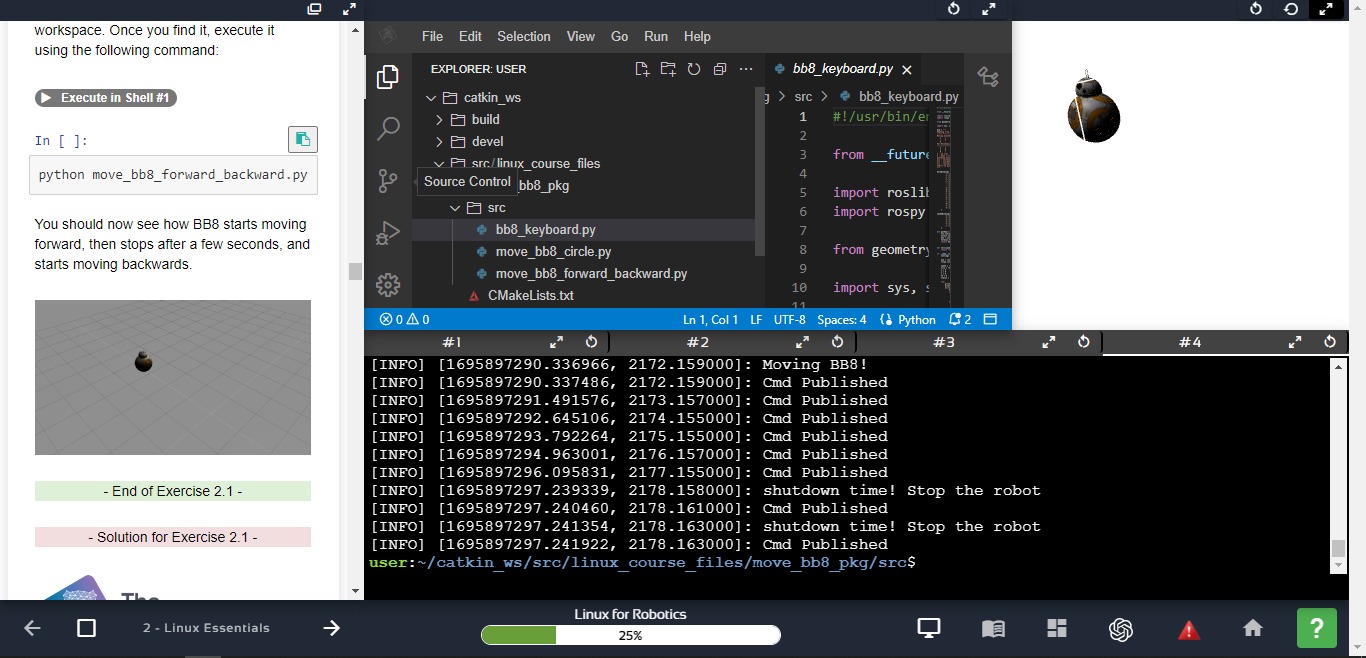 workspace. Once you find it, execute it
using the following command:
Execute in Shell #1
In [ ]:
python move_bb8_forward_backward.py
You should now see how BB8 starts moving
forward, then stops after a few seconds, and
starts moving backwards.
- End of Exercise 2.1 -
- Solution for Exercise 2.1 -
File Edit Selection View Go Run Help
EXPLORER: USER
catkin_ws
build
devel
src/linux_course_files
Source Control
bb8_pkg
src
bb8_keyboard.py
move_bb8_circle.py
move_bb8_forward_backward.py
CMakeLists.txt
bb8_keyboard.py
g > src > bb8_keyboard.py
1 #!/usr/bin/en
2
3 from __future
4
5 import roslib
6 import rospy
7
8 from geometry
9
10 import sys, s
11
0 0 Ln 1, Col 1 LF UTF-8 Spaces: 4 Python 2
#1 #2 #3 #4
[INFO] [1695897290.336966, 2172.159000]: Moving BB8!
[INFO] [1695897290.337486, 2172.159000]: Cmd Published
[INFO] [1695897291.491576, 2173.157000]: Cmd Published
[INFO] [1695897292.645106, 2174.155000]: Cmd Published
[INFO] [1695897293.792264, 2175.155000]: Cmd Published
[INFO] [1695897294.963001, 2176.157000]: Cmd Published
[INFO] [1695897296.095831, 2177.155000]: Cmd Published
[INFO] [1695897297.239339, 2178.158000]: shutdown time! Stop the robot
[INFO] [1695897297.240460, 2178.161000]: Cmd Published
[INFO] [1695897297.241354, 2178.163000]: shutdown time! Stop the robot
[INFO] [1695897297.241922, 2178.163000]: Cmd Published
user:~/catkin_ws/src/linux_course_files/move_bb8_pkg/src$
2 - Linux Essentials
Linux for Robotics
25%
?